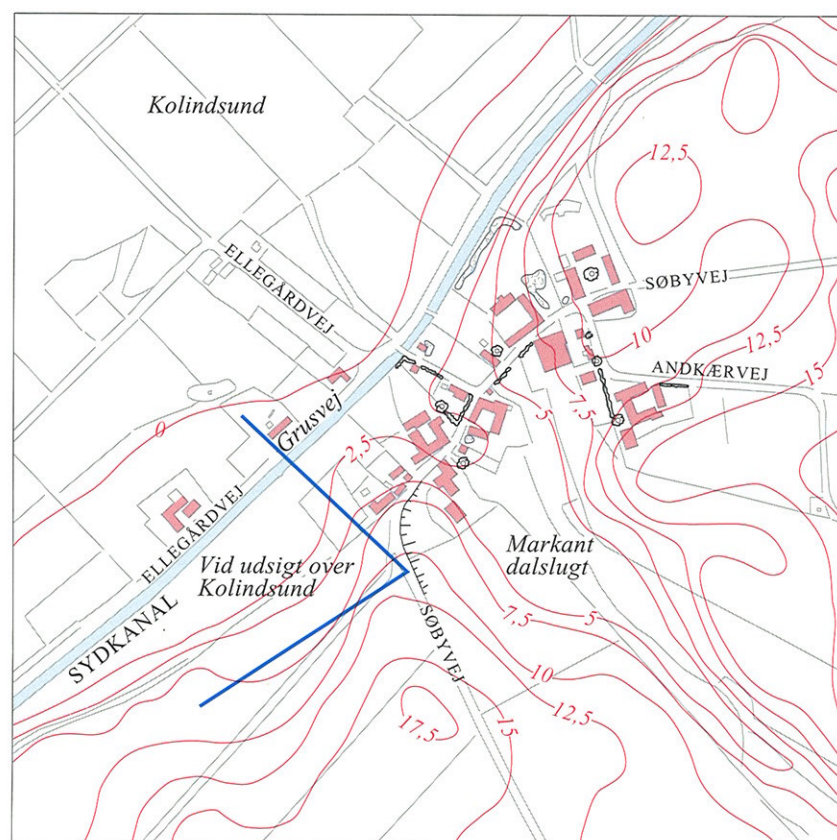 Kolindsund
12,5
ELLEGÅRDVEJ
SØBYVEJ
10
12,5
ANDKÆRVEJ
15
5
7,5
Grusvej
0
2,5
ELLEGÅRDVEJ
Markant
dalslugt
Vid udsigt over
Kolindsund
SYDKANAL
SØBYVEJ
5
7,5
10
12,5
15
17,5